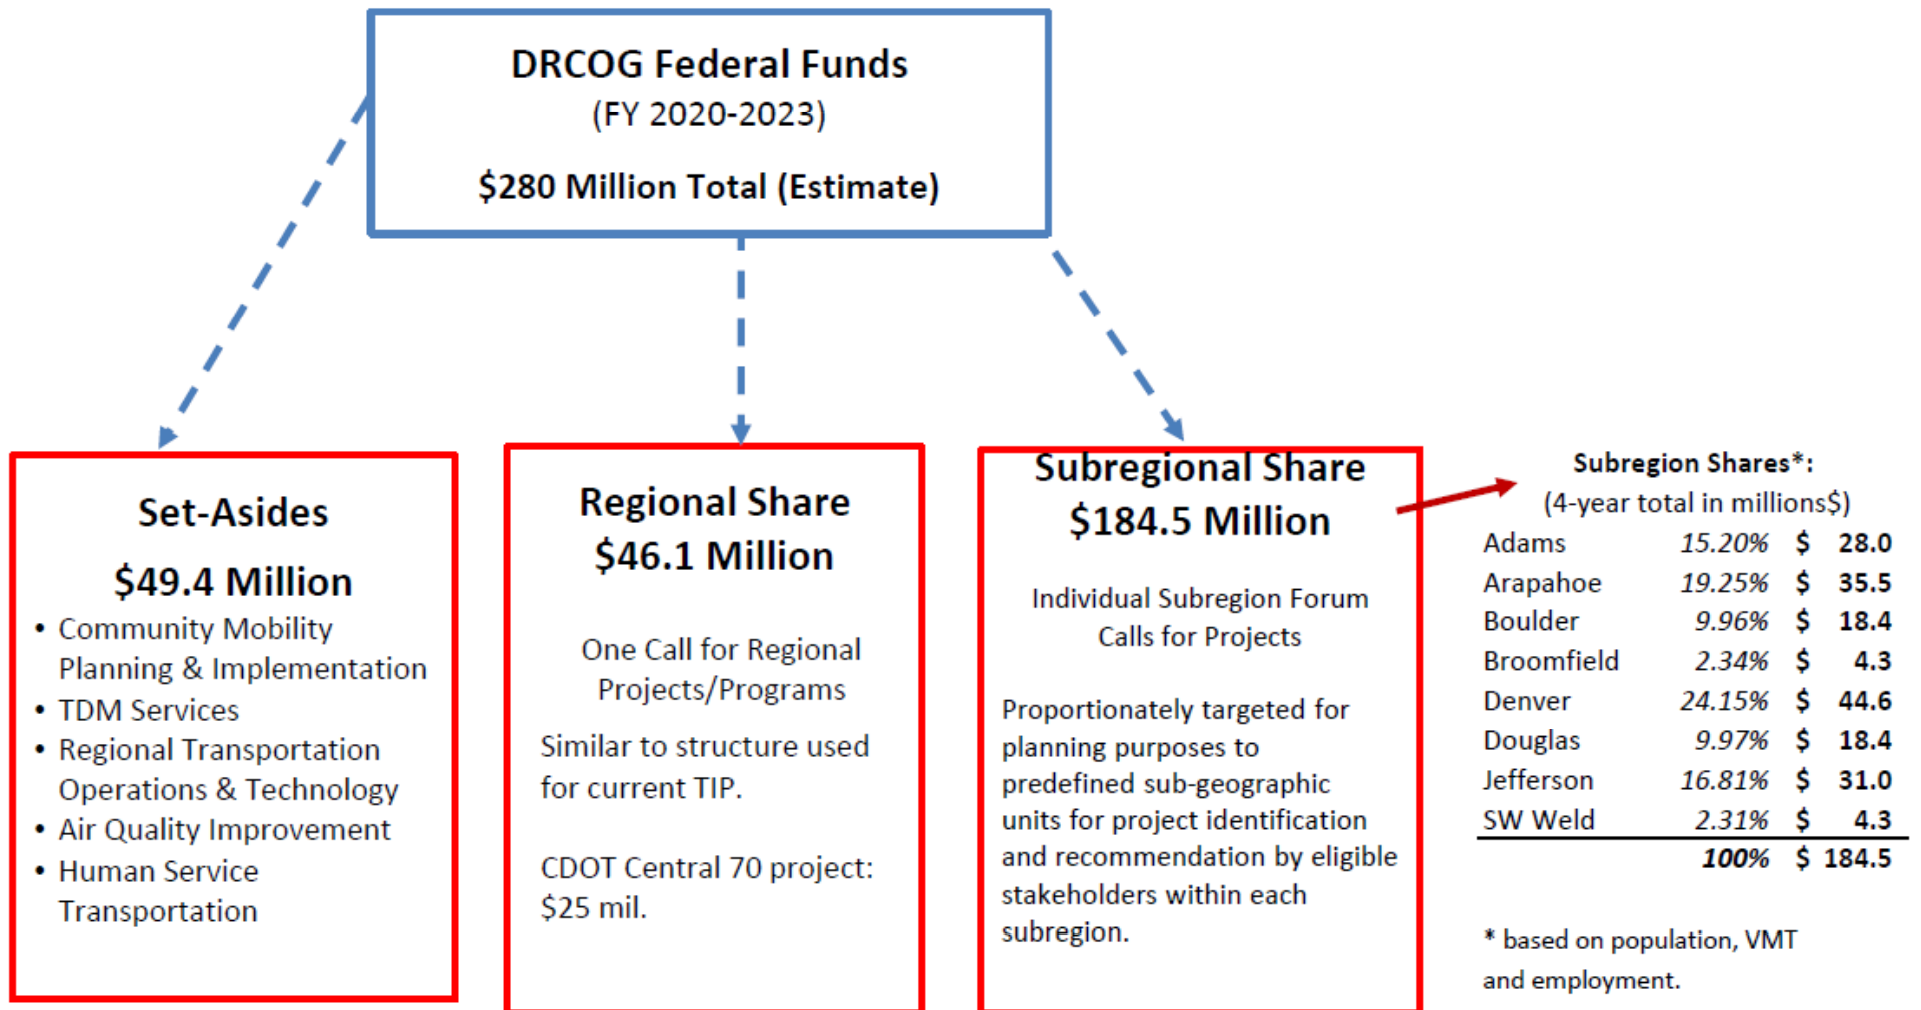 DRCOG Federal Funds
(FY 2020-2023)
$280 Million Total (Estimate)
Set-Asides
$49.4 Million
• Community Mobility
Planning & Implementation
• TDM Services
• Regional Transportation
Operations & Technology
• Air Quality Improvement
• Human Service
Transportation
Regional Share
$46.1 Million
One Call for Regional
Projects/Programs
Similar to structure used
for current TIP.
CDOT Central 70 project:
$25 mil.
Subregional Share
$184.5 Million
Individual Subregion Forum
Calls for Projects
Proportionately targeted for
planning purposes to
predefined sub-geographic
units for project identification
and recommendation by eligible
stakeholders within each
subregion.
Subregion Shares*:
(4-year total in millions$)
Adams 15.20% $ 28.0
Arapahoe 19.25% $ 35.5
Boulder 9.96% $ 18.4
Broomfield 2.34% $ 4.3
Denver 24.15% $ 44.6
Douglas 9.97% $ 18.4
Jefferson 16.81% $ 31.0
SW Weld 2.31% $ 4.3
100% $ 184.5
* based on population, VMT
and employment.